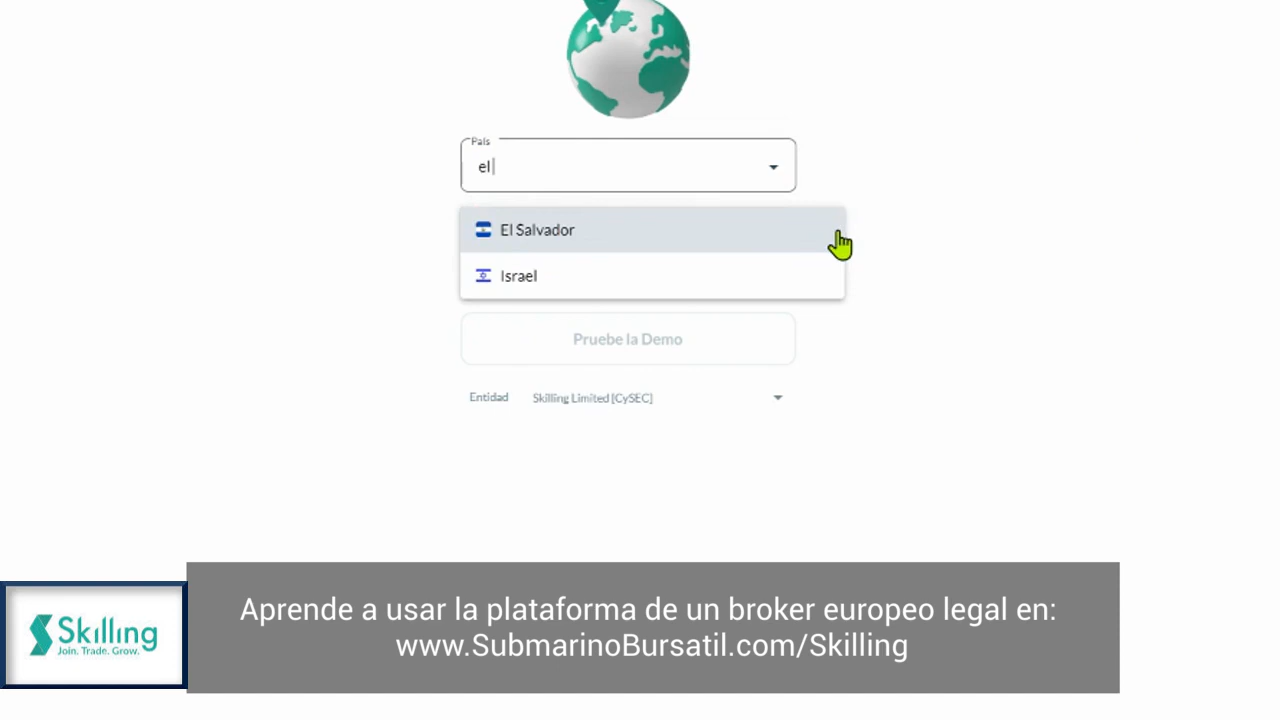 País
el
El Salvador
Israel
Pruebe la Demo
Entidad Skilling Limited [CySEC]
Aprende a usar la plataforma de un broker europeo legal en:
www.SubmarinoBursatil.com/Skilling
Skilling
Join. Trade. Grow.